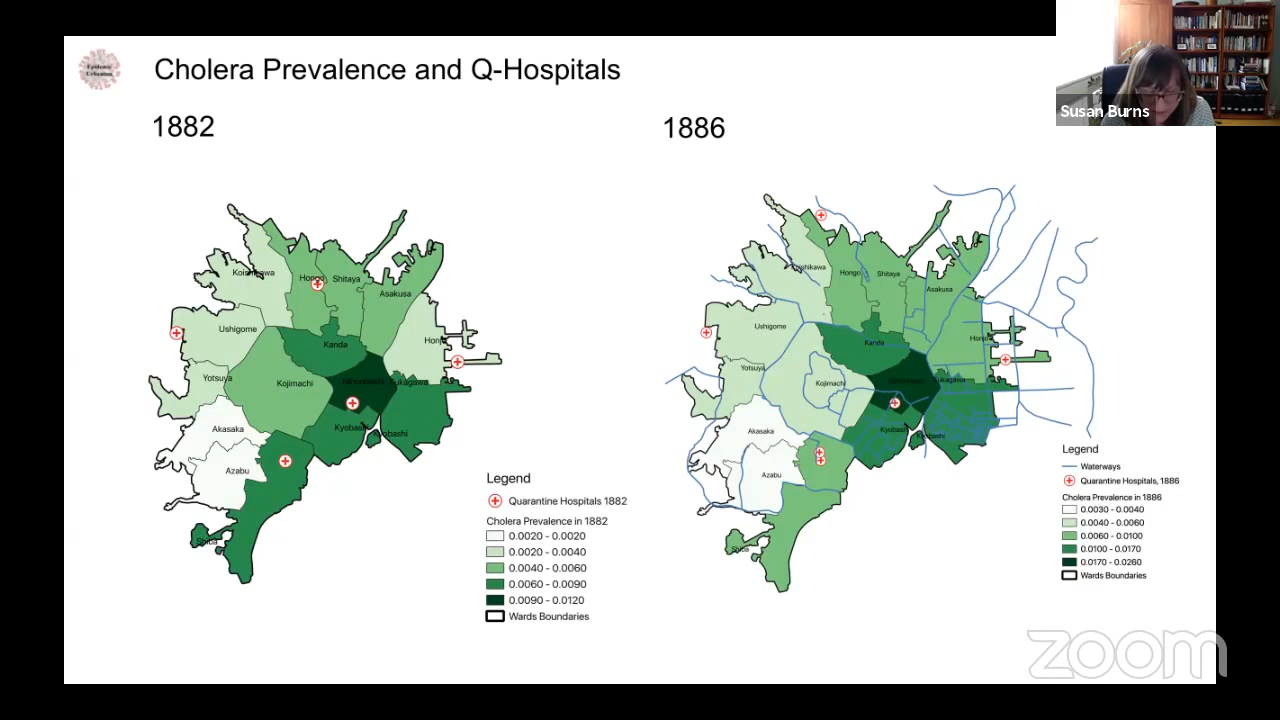 Epidemic
Urbanism
Cholera Prevalence and Q-Hospitals
Susan Burns
1882
1886
Koishikawa
Hongo
Shitaya
Asakusa
Ushigome
Kanda
Honjo
Yotsuya
Kojimachi
Nihonbashi
Fukagawa
Akasaka
Kyobashi
Kyobashi
Azabu
Shiba
Legend
Quarantine Hospitals 1882
Cholera Prevalence in 1882
0.0020 - 0.0020
0.0020 - 0.0040
0.0040 - 0.0060
0.0060 - 0.0090
0.0090 - 0.0120
Wards Boundaries
Koishikawa
Hongo
Shitaya
Asakusa
Ushigome
Kanda
Honjo
Yotsuya
Kojimachi
Nihonbashi
Fukagawa
Akasaka
Kyobashi
Kyobashi
Azabu
Shiba
Legend
Waterways
Quarantine Hospitals, 1886
Cholera Prevalence in 1886
0.0030 - 0.0040
0.0040 - 0.0060
0.0060 - 0.0100
0.0100 - 0.0170
0.0170 - 0.0260
Wards Boundaries
zoom